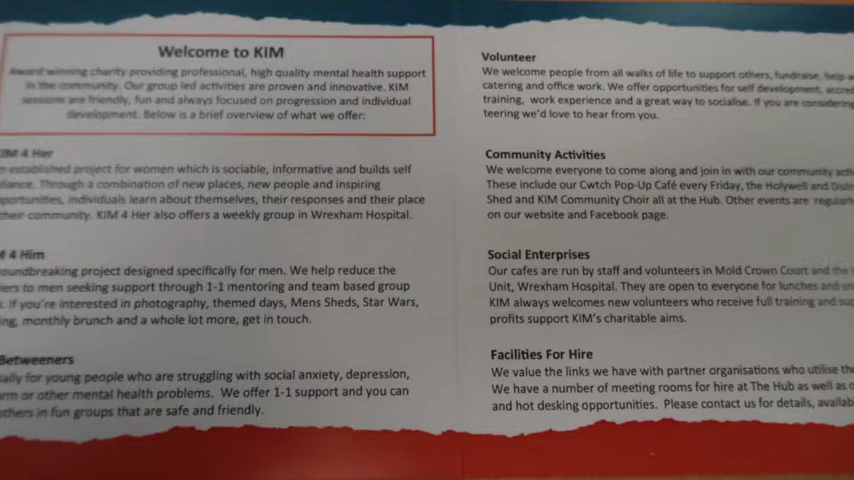 Welcome to KIM
Award winning charity providing professional, high quality mental health support
in the community. Our group led activities are proven and innovative. KIM
sessions are friendly, fun and always focused on progression and individual
development. Below is a brief overview of what we offer:
KIM 4 Her
established project for women which is sociable, informative and builds self
Through a combination of new places, new people and inspiring
opportunities, individuals learn about themselves, their responses and their place
their community. KIM 4 Her also offers a weekly group in Wrexham Hospital.
4 Him
project designed specifically for men. We help reduce the
to men seeking support through 1-1 mentoring and team based group
If you're interested in photography, themed days, Mens Sheds, Star Wars,
monthly brunch and a whole lot more, get in touch.
Betweeners
for young people who are struggling with social anxiety, depression,
or other mental health problems. We offer 1-1 support and you can
others in fun groups that are safe and friendly.
Volunteer
We welcome people from all walks of life to support others, fundraise, help
catering and office work. We offer opportunities for self development,
training, work experience and a great way to socialise. If you are considering
teering we'd love to hear from you.
Community Activities
We welcome everyone to come along and join in with our community
These include our Cwtch Pop-Up Café every Friday, the Holywell and
Shed and KIM Community Choir all at the Hub. Other events are
on our website and Facebook page.
Social Enterprises
Our cafes are run by staff and volunteers in Mold Crown Court and the
Unit, Wrexham Hospital. They are open to everyone for lunches and
KIM always welcomes new volunteers who receive full training and
profits support KIM's charitable aims.
Facilities For Hire
We value the links we have with partner organisations who utilise the
We have a number of meeting rooms for hire at The Hub as well as
and hot desking opportunities. Please contact us for details,